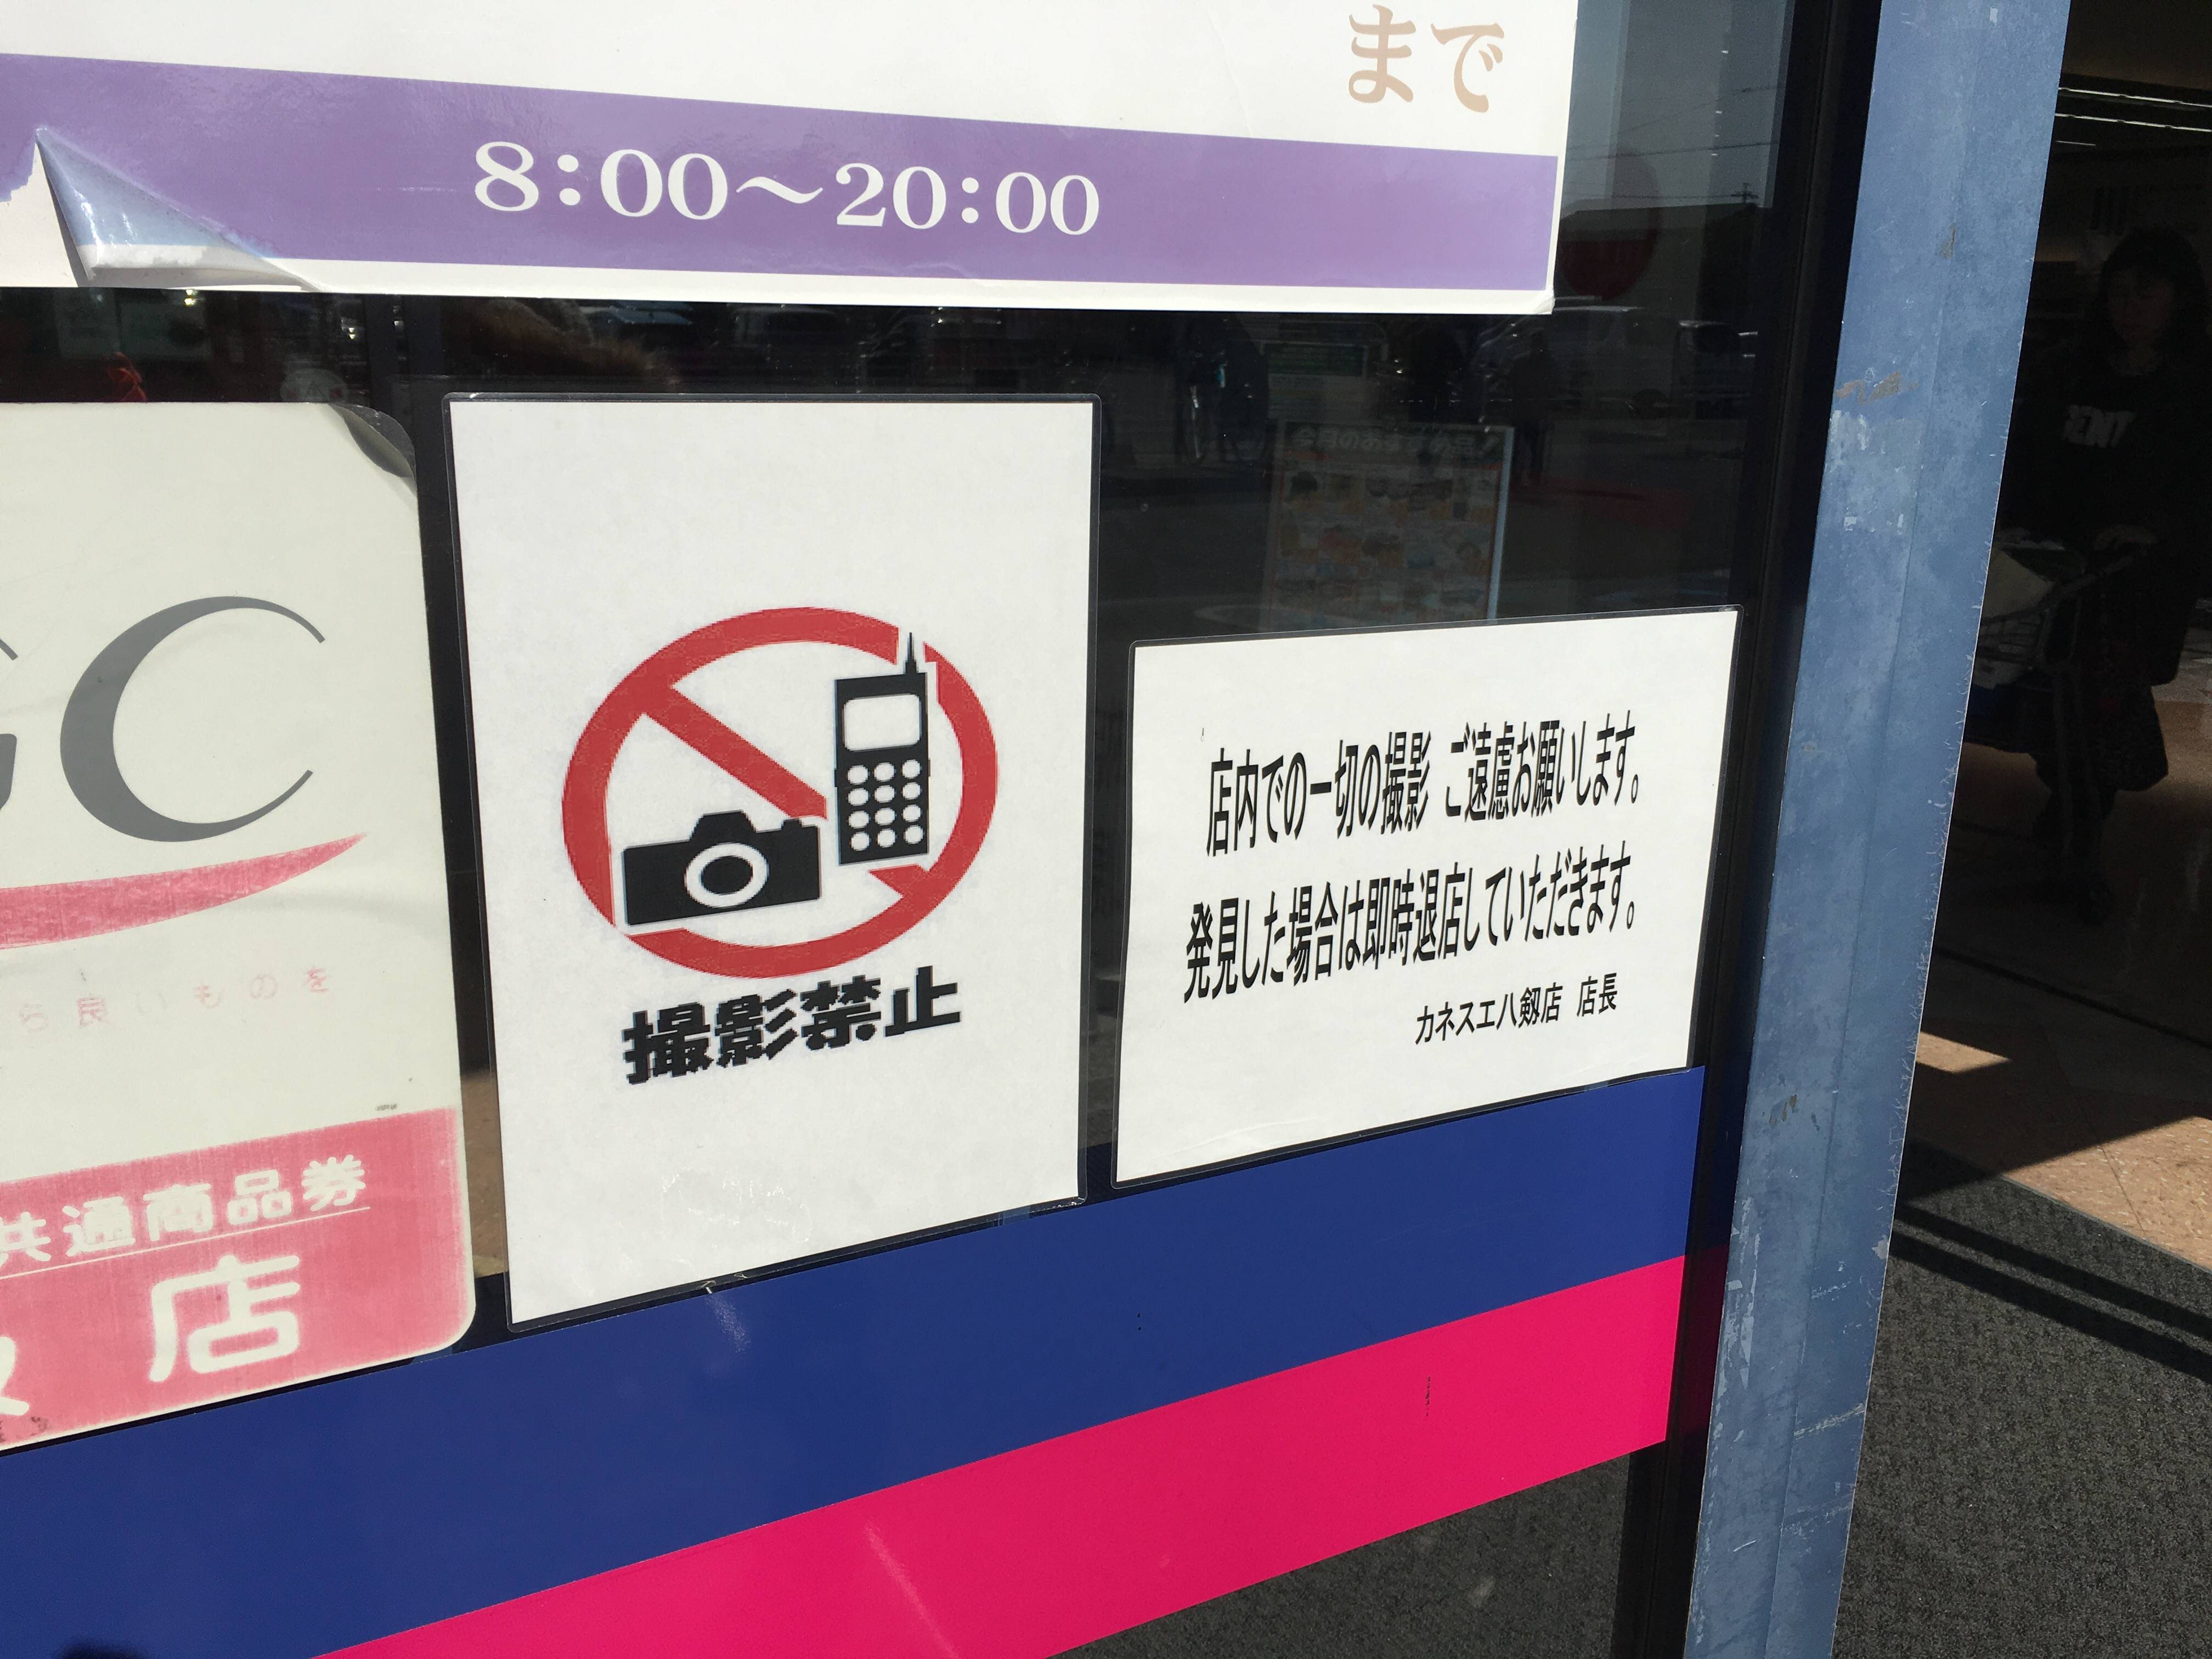 まで
8:00～20:00
GC
ら良いものを
共通商品券
店
撮影禁止
店内での一切の撮影 ご遠慮お願いします。
発見した場合は即時退店していただきます。
カネスエ八剱店 店長